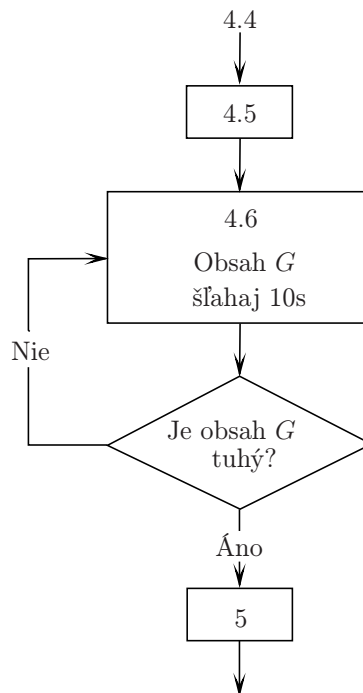 4.4
4.5
4.6
Obsah G
šľahaj 10s
Nie
Je obsah G
tuhý?
Áno
5